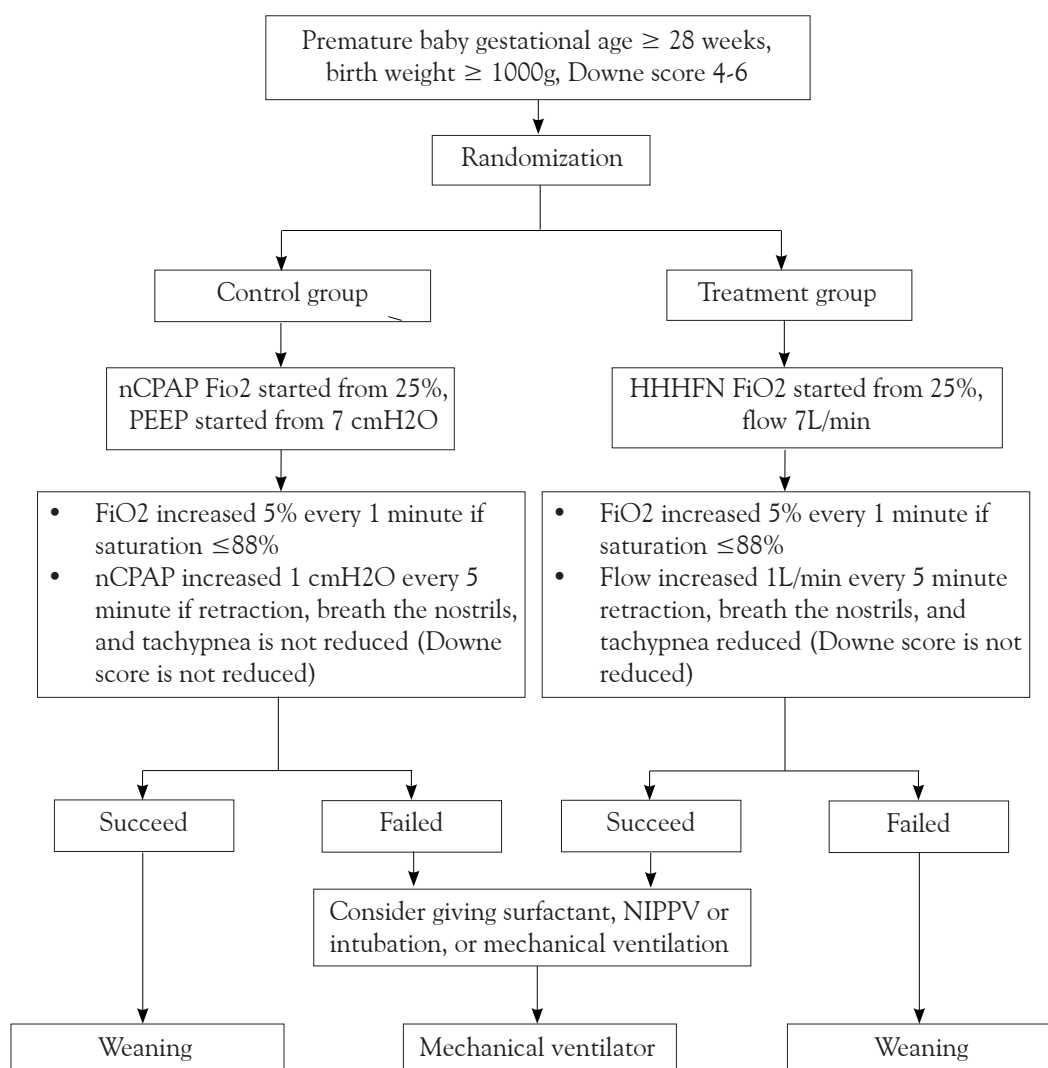 Premature baby gestational age ≥ 28 weeks,
birth weight ≥ 1000g, Downe score 4-6
Randomization
Control group
Treatment group
nCPAP Fio2 started from 25%,
PEEP started from 7 cmH2O
HHHFN FiO2 started from 25%,
flow 7L/min
• FiO2 increased 5% every 1 minute if
saturation ≤88%
• nCPAP increased 1 cmH2O every 5
minute if retraction, breath the nostrils,
and tachypnea is not reduced (Downe
score is not reduced)
• FiO2 increased 5% every 1 minute if
saturation ≤88%
• Flow increased 1L/min every 5 minute
retraction, breath the nostrils, and
tachypnea reduced (Downe score is not
reduced)
Succeed
Failed
Succeed
Failed
Consider giving surfactant, NIPPV or
intubation, or mechanical ventilation
Weaning
Mechanical ventilator
Weaning